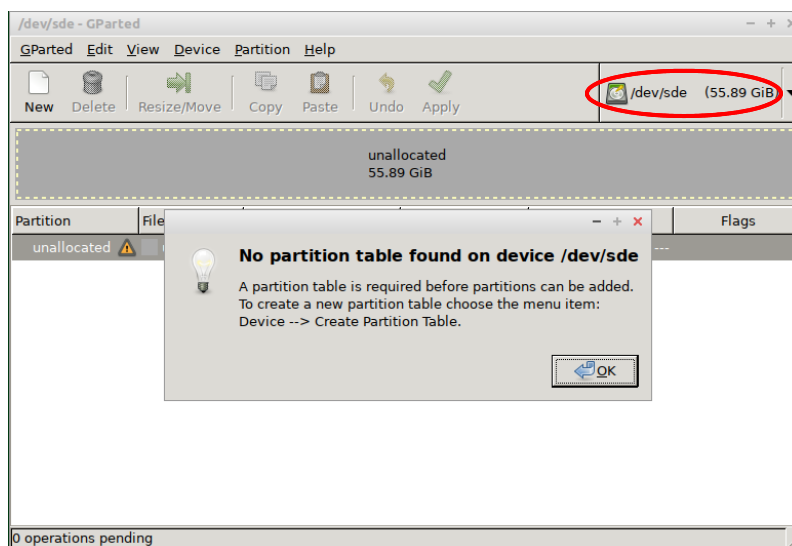 /dev/sde - GParted
GParted Edit View Device Partition Help
New Delete Resize/Move Copy Paste Undo Apply
/dev/sde (55.89 GiB)
unallocated
55.89 GiB
Partition File Flags
unallocated ---
No partition table found on device /dev/sde
A partition table is required before partitions can be added.
To create a new partition table choose the menu item:
Device --> Create Partition Table.
OK
0 operations pending